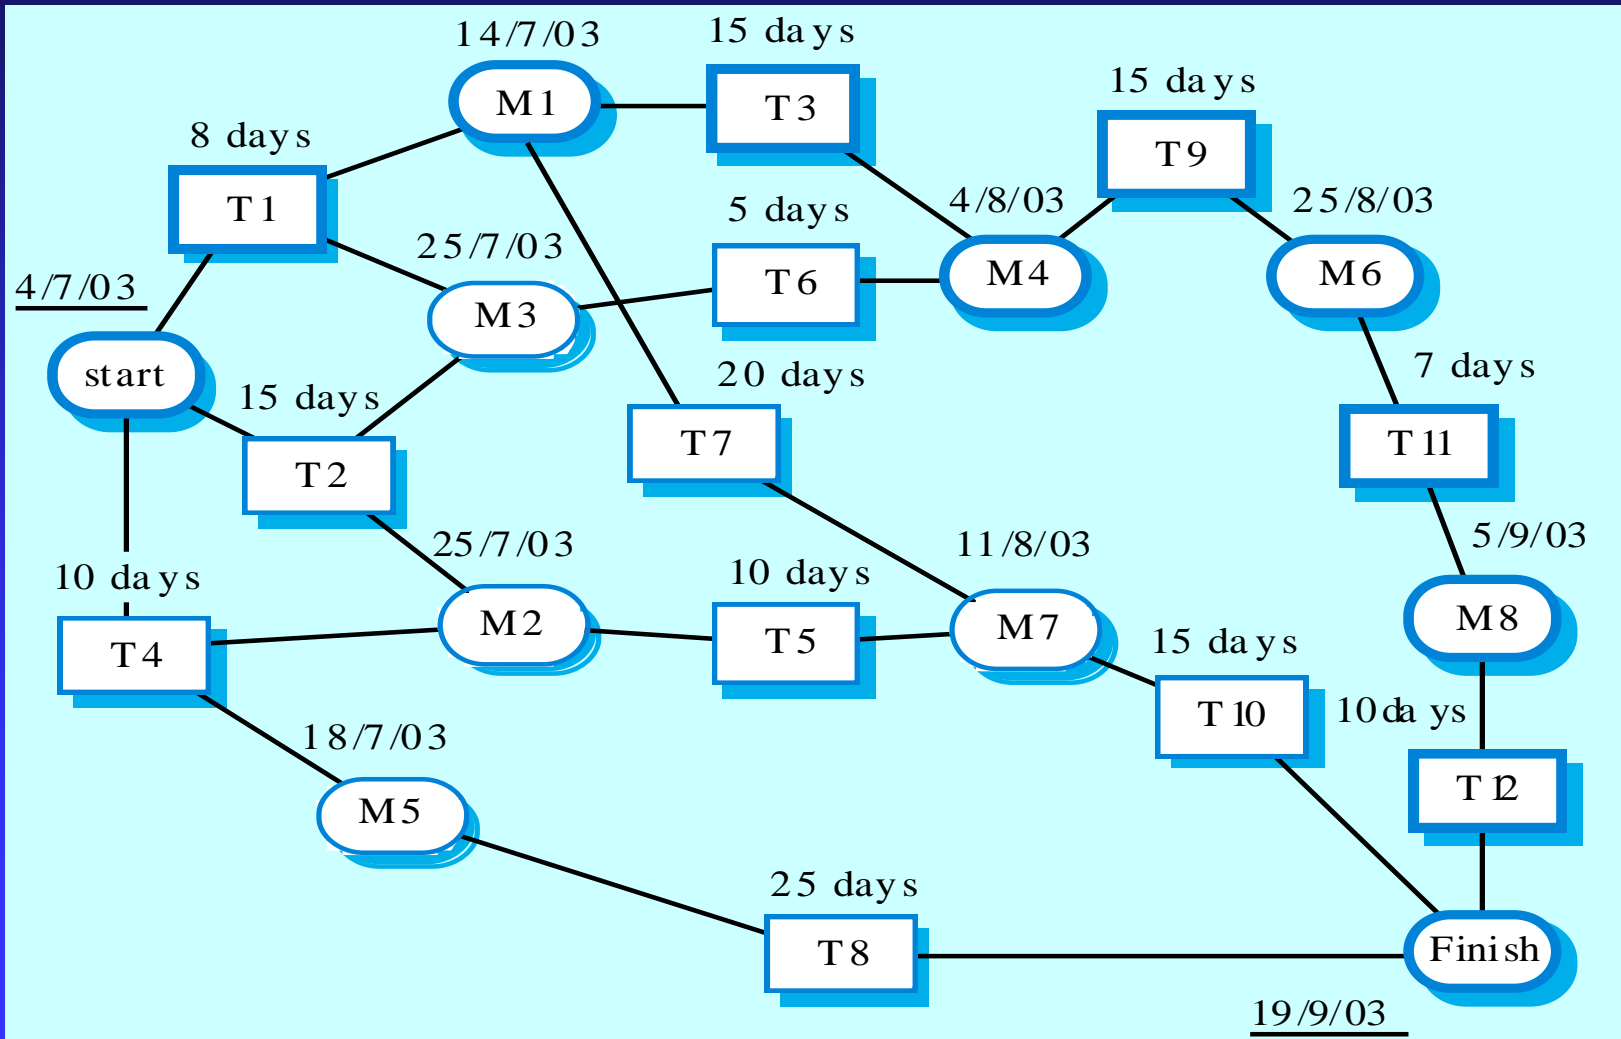 14/7/03
15 days
M1
T3
15 days
8 days
T9
T1
5 days
4/8/03
25/8/03
25/7/03
T6
M4
M6
4/7/03
M3
start
15 days
20 days
7 days
T2
T7
T11
25/7/03
11/8/03
5/9/03
10 days
10 days
M2
M7
M8
T4
T5
15 days
18/7/03
T10
10 days
M5
T12
25 days
T8
Finish
19/9/03